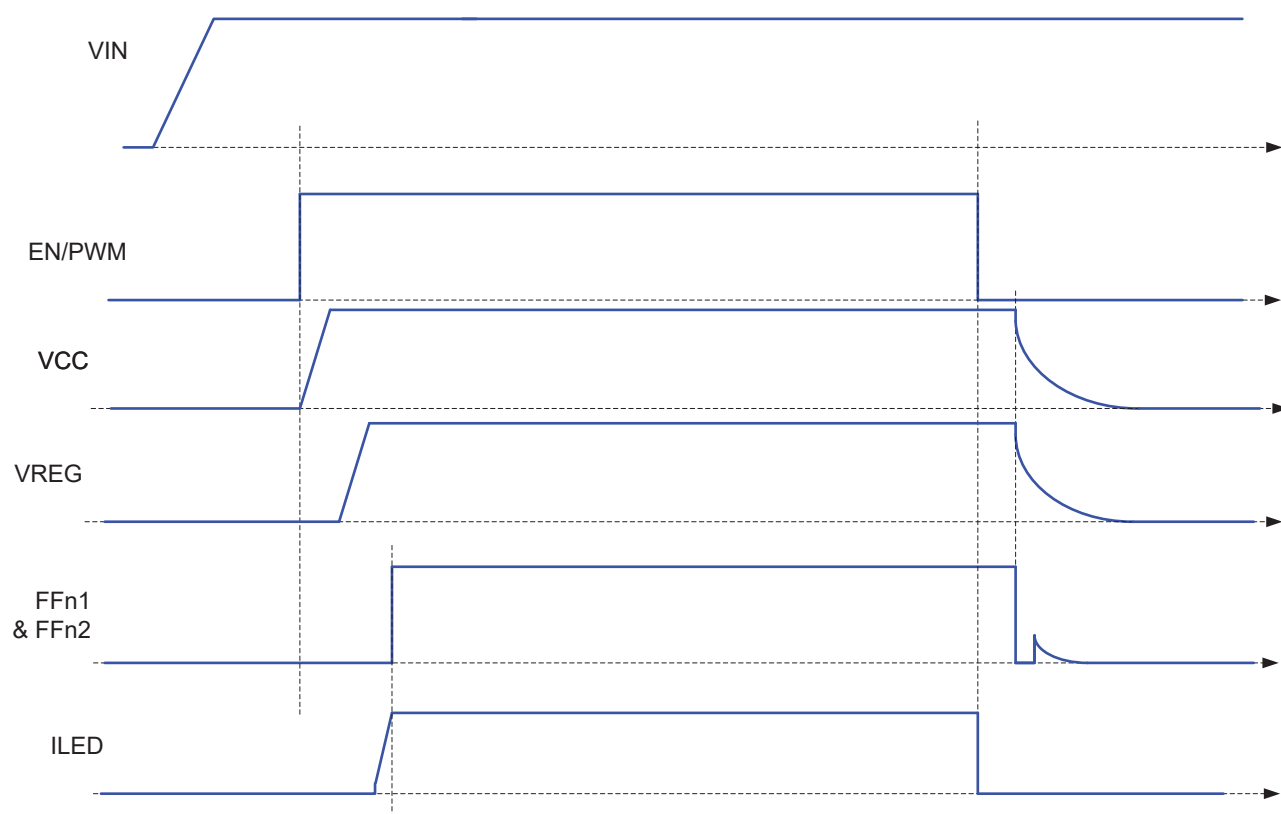 VIN
EN/PWM
VCC
VREG
FFn1
& FFn2
ILED